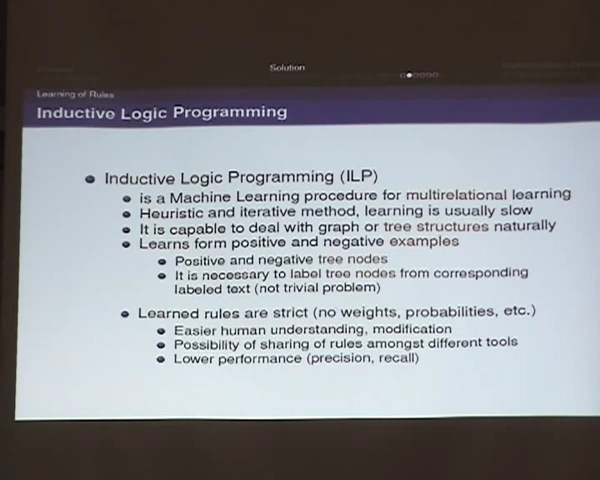 Solution
Learning of Rules
Inductive Logic Programming
Inductive Logic Programming (ILP)
is a Machine Learning procedure for multirelational learning
Heuristic and iterative method, learning is usually slow
It is capable to deal with graph or tree structures naturally
Learns form positive and negative examples
Positive and negative tree nodes
It is necessary to label tree nodes from corresponding
labeled text (not trivial problem)
Learned rules are strict (no weights, probabilities, etc.)
Easier human understanding, modification
Possibility of sharing of rules amongst different tools
Lower performance (precision, recall)